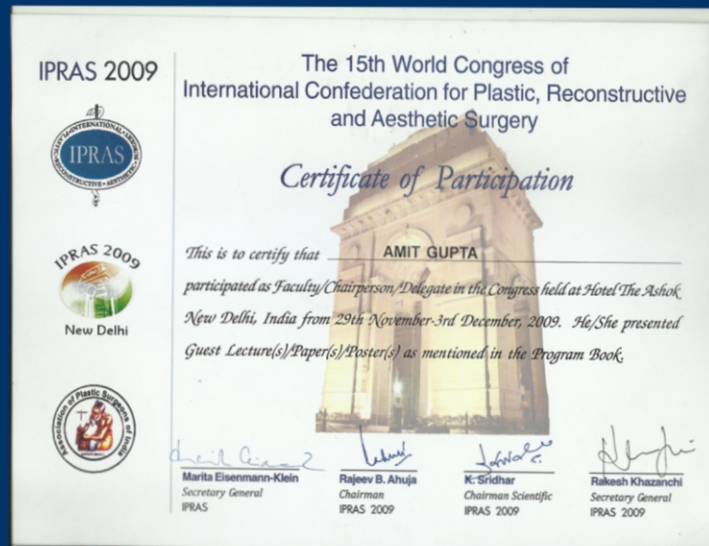 IPRAS 2009
INTERNATIONAL
IPRAS
PLASTIC-RECONSTRUCTIVE-AESTHETIC
IPRAS 2009
New Delhi
Association of Plastic Surgeons of India
The 15th World Congress of
International Confederation for Plastic, Reconstructive
and Aesthetic Surgery
Certificate of Participation
This is to certify that AMIT GUPTA
participated as Faculty/Chairperson/Delegate in the Congress held at Hotel The Ashok
New Delhi, India from 29th November-3rd December, 2009. He/She presented
Guest Lecture(s)/Paper(s)/Poster(s) as mentioned in the Program Book.
Marita Eisenmann-Klein
Secretary General
IPRAS
Rajeev B. Ahuja
Chairman
IPRAS 2009
K. Sridhar
Chairman Scientific
IPRAS 2009
Rakesh Khazanchi
Secretary General
IPRAS 2009